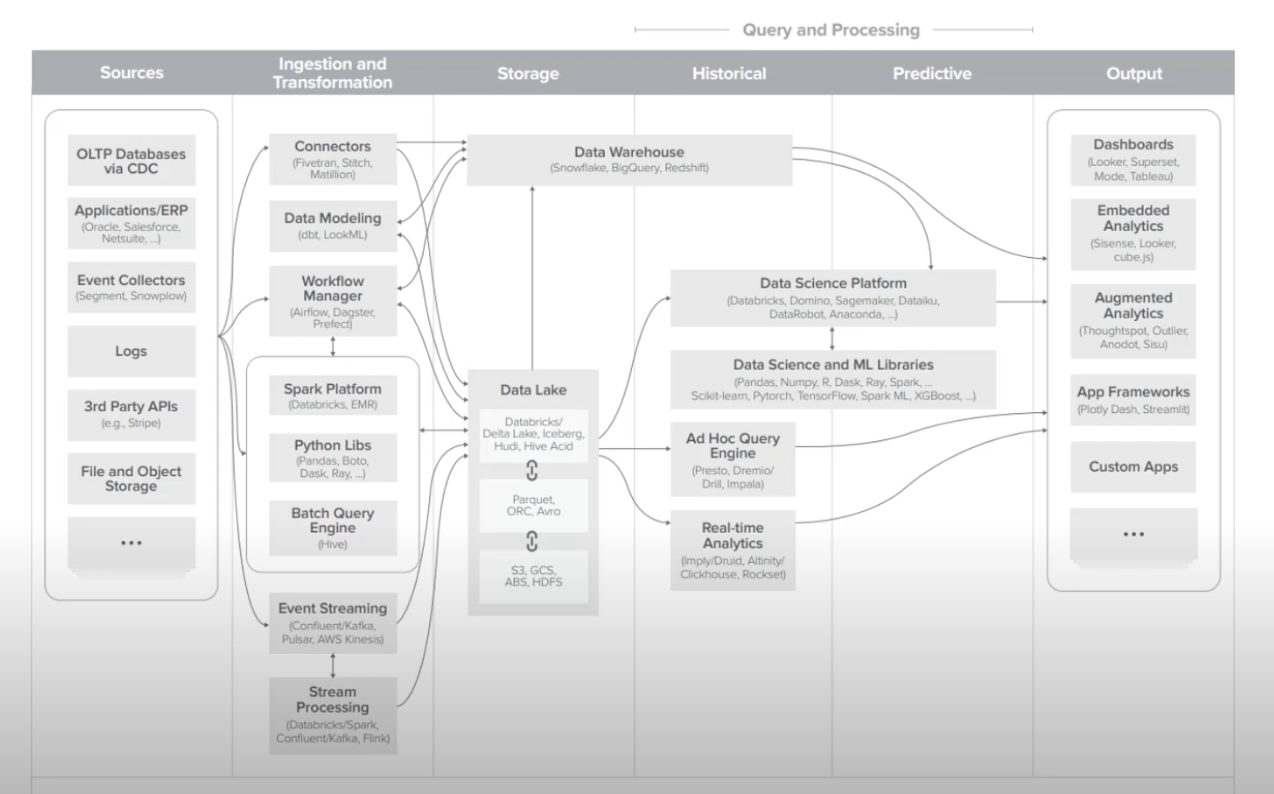 Query and Processing
Sources
Ingestion and
Transformation
Storage
Historical
Predictive
Output
OLTP Databases
via CDC
Applications/ERP
(Oracle, Salesforce,
Netsuite, ...)
Event Collectors
(Segment, Snowplow)
Logs
3rd Party APIs
(e.g., Stripe)
File and Object
Storage
...
Connectors
(Fivetran, Stitch,
Matillion)
Data Modeling
(dbt, LookML)
Workflow
Manager
(Airflow, Dagster,
Prefect)
Spark Platform
(Databricks, EMR)
Python Libs
(Pandas, Boto,
Dask, Ray, ...)
Batch Query
Engine
(Hive)
Event Streaming
(Confluent/Kafka,
Pulsar, AWS Kinesis)
Stream
Processing
(Databricks/Spark,
Confluent/Kafka, Flink)
Data Warehouse
(Snowflake, BigQuery, Redshift)
Data Lake
Databricks/
Delta Lake, Iceberg,
Hudi, Hive Acid
Parquet,
ORC, Avro
S3, GCS,
ABS, HDFS
Data Science Platform
(Databricks, Domino, Sagemaker, Dataiku,
DataRobot, Anaconda, ...)
Data Science and ML Libraries
(Pandas, Numpy, R, Dask, Ray, Spark, ...
Scikit-learn, Pytorch, TensorFlow, Spark ML, XGBoost, ...)
Ad Hoc Query
Engine
(Presto, Dremio/
Drill, Impala)
Real-time
Analytics
(Imply/Druid, Altinity/
Clickhouse, Rockset)
Dashboards
(Looker, Superset,
Mode, Tableau)
Embedded
Analytics
(Sisense, Looker,
cube.js)
Augmented
Analytics
(Thoughtspot, Outlier,
Anodot, Sisu)
App Frameworks
(Plotly Dash, Streamlit)
Custom Apps
...